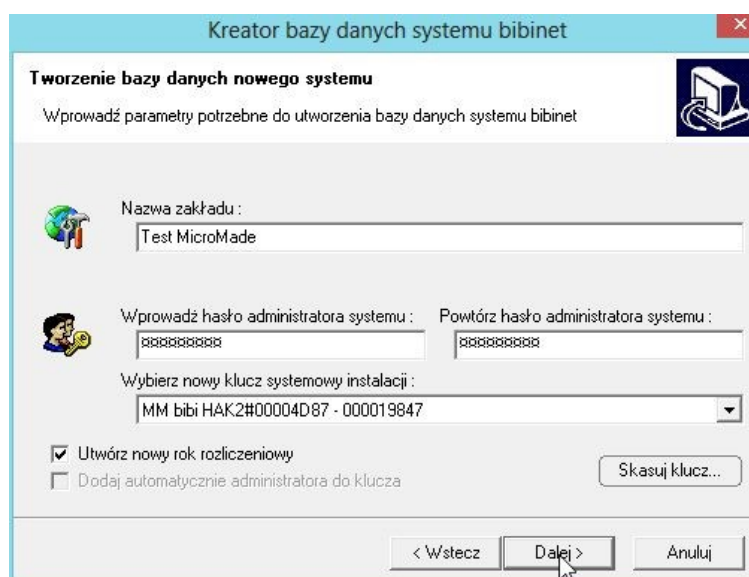 Kreator bazy danych systemu bibinet
Tworzenie bazy danych nowego systemu
Wprowadź parametry potrzebne do utworzenia bazy danych systemu bibinet
Nazwa zakładu :
Test MicroMade
Wprowadź hasło administratora systemu : Powtórz hasło administratora systemu :
¤¤¤¤¤¤¤¤¤ ¤¤¤¤¤¤¤¤¤
Wybierz nowy klucz systemowy instalacji :
MM bibi HAK2#00004D87 - 000019847
Utwórz nowy rok rozliczeniowy
Dodaj automatycznie administratora do klucza
Skasuj klucz...
< Wstecz Dalej > Anuluj